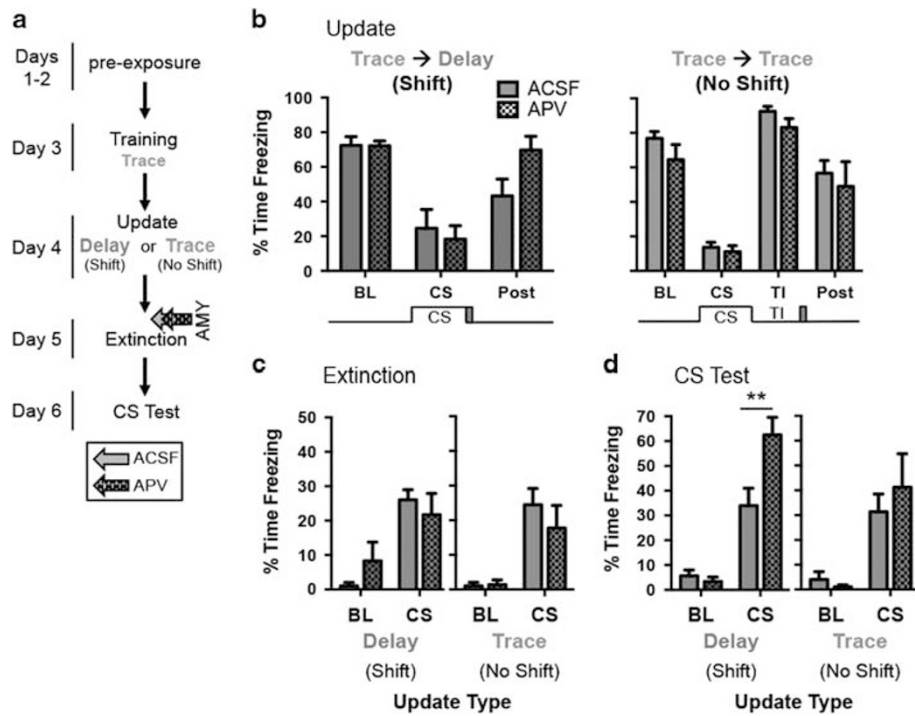 a
Days 1-2
pre-exposure
Day 3
Training
Trace
Day 4
Update
Delay or Trace
(Shift) (No Shift)
AMY
Day 5
Extinction
Day 6
CS Test
ACSF
APV
b Update
Trace → Delay
(Shift)
ACSF
APV
% Time Freezing
100
80
60
40
20
0
BL CS Post
CS
Trace → Trace
(No Shift)
BL CS TI Post
CS TI
c Extinction
% Time Freezing
50
40
30
20
10
0
BL CS BL CS
Delay Trace
(Shift) (No Shift)
Update Type
d CS Test
**
% Time Freezing
70
60
50
40
30
20
10
0
BL CS BL CS
Delay Trace
(Shift) (No Shift)
Update Type